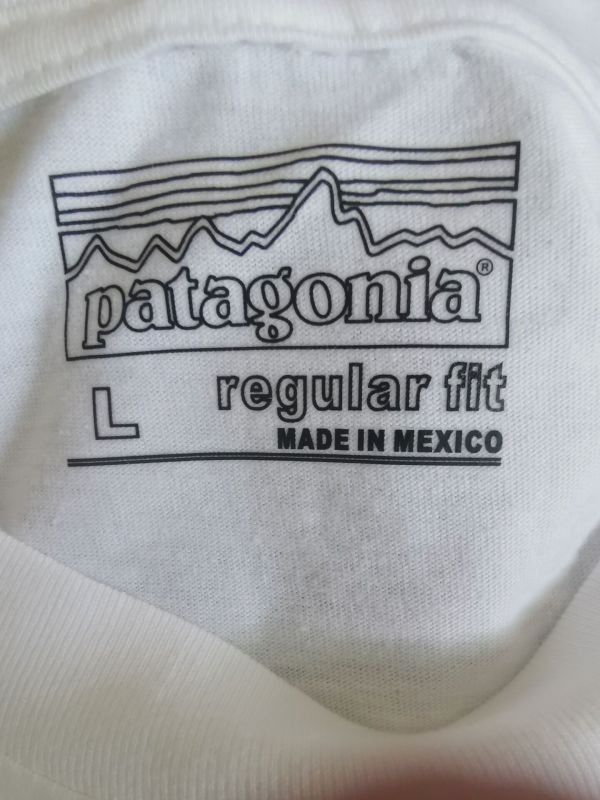 patagonia®
L regular fit
MADE IN MEXICO